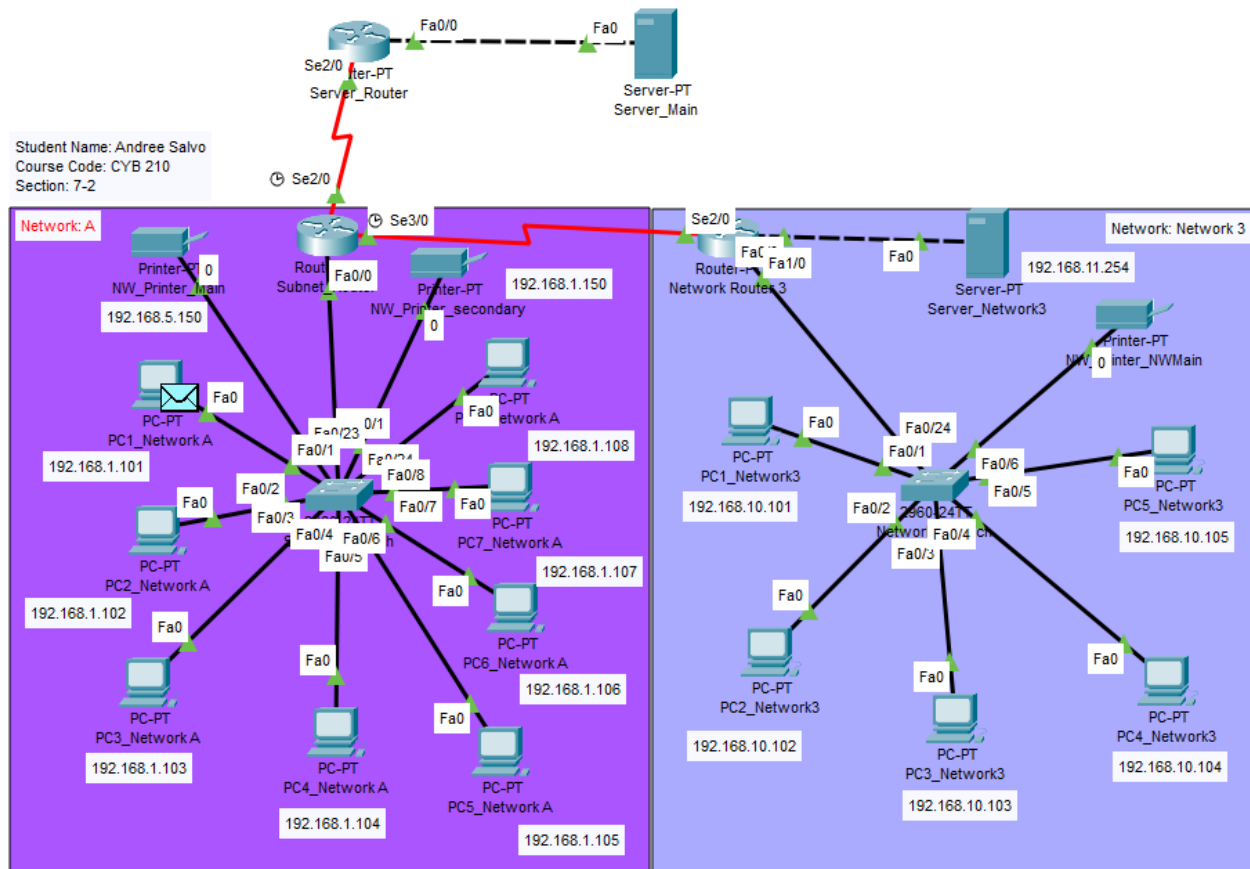 Fa0/0
Fa0
Se2/0
Server_Router
Server-PT
Server_Main
Student Name: Andree Salvo
Course Code: CYB 210
Section: 7-2
Se2/0
Network: A
Se3/0
Se2/0
Network: Network 3
0
Fa0/0
Fa1/0
Fa0
NW_Printer_Main
Printer-PT
NW_Printer_secondary
192.168.1.150
Network Router 3
192.168.11.254
Server-PT
Server_Network3
192.168.5.150
0
Printer-PT
0
PC-PT
PC1_Network A
Fa0
Fa0
192.168.1.101
192.168.1.108
Fa0/23
Fa0/1
Fa0/8
Fa0/7
Fa0
PC-PT
PC7_Network A
192.168.1.107
Fa0/2
Fa0/3
Fa0/4
Fa0/6
Fa0/5
Fa0
PC-PT
PC2_Network A
192.168.1.102
Fa0
PC-PT
PC6_Network A
192.168.1.106
Fa0
PC-PT
PC3_Network A
192.168.1.103
Fa0
PC-PT
PC4_Network A
192.168.1.104
Fa0
PC-PT
PC5_Network A
192.168.1.105
Fa0
PC-PT
PC1_Network3
192.168.10.101
Fa0/24
Fa0/1
Fa0/6
Fa0/5
Fa0
PC-PT
PC5_Network3
192.168.10.105
Fa0/2
2960-24TT
Fa0/4
Fa0/3
Fa0
PC-PT
PC2_Network3
192.168.10.102
Fa0
PC-PT
PC3_Network3
192.168.10.103
Fa0
PC-PT
PC4_Network3
192.168.10.104